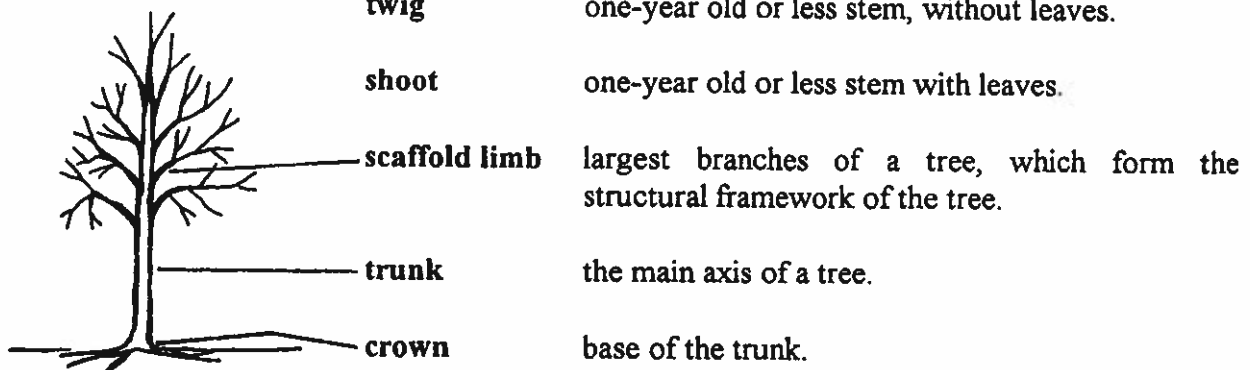 twig one-year old or less stem, without leaves.
shoot one-year old or less stem with leaves.
scaffold limb largest branches of a tree, which form the
structural framework of the tree.
trunk the main axis of a tree.
crown base of the trunk.